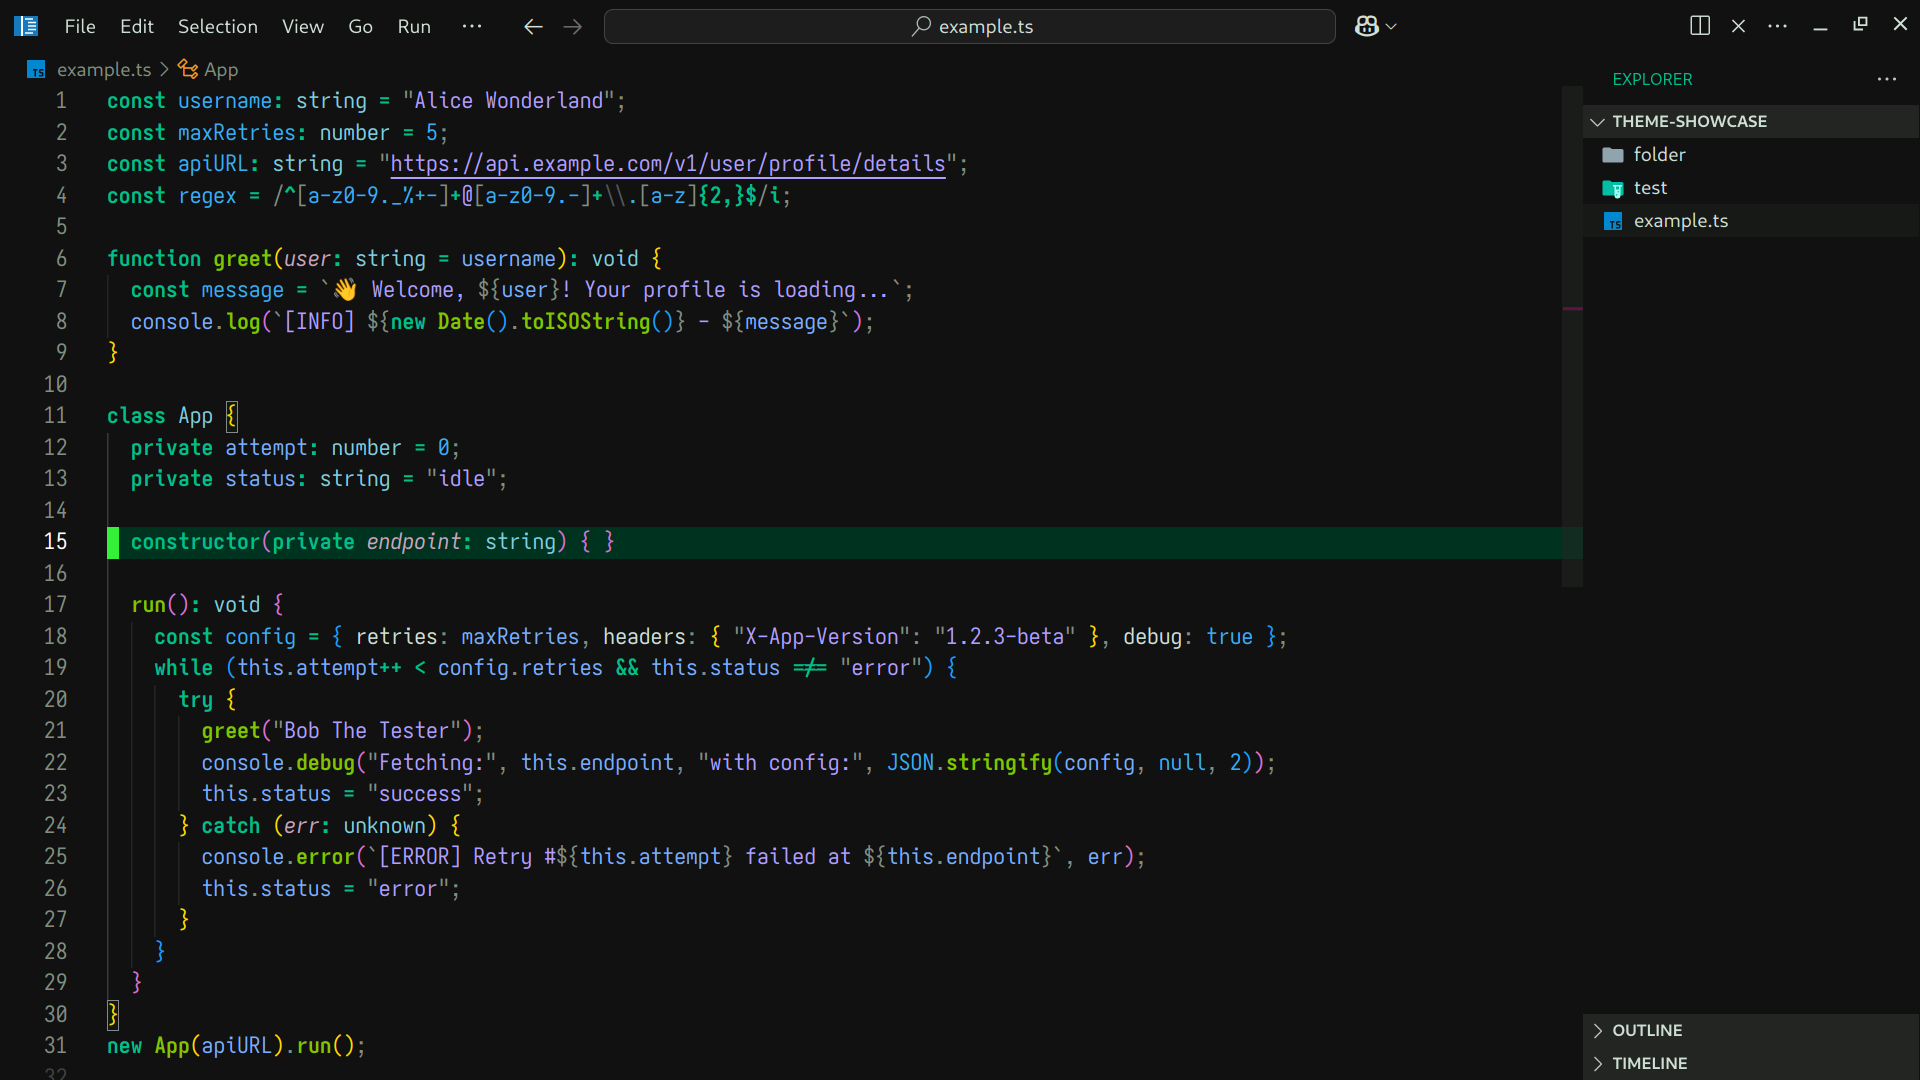 File Edit Selection View Go Run ··· example.ts
example.ts > App
EXPLORER
THEME-SHOWCASE
folder
test
example.ts
1 const username: string = "Alice Wonderland";
2 const maxRetries: number = 5;
3 const apiURL: string = "https://api.example.com/v1/user/profile/details";
4 const regex = /^[a-z0-9._%+-]+@[a-z0-9.-]+\\.[a-z]{2,}$/i;
5
6 function greet(user: string = username): void {
7   const message = `👋 Welcome, ${user}! Your profile is loading...`;
8   console.log(`[INFO] ${new Date().toISOString()} - ${message}`);
9 }
10
11 class App {
12   private attempt: number = 0;
13   private status: string = "idle";
14
15   constructor(private endpoint: string) { }
16
17   run(): void {
18     const config = { retries: maxRetries, headers: { "X-App-Version": "1.2.3-beta" }, debug: true };
19     while (this.attempt++ < config.retries && this.status !== "error") {
20       try {
21         greet("Bob The Tester");
22         console.debug("Fetching:", this.endpoint, "with config:", JSON.stringify(config, null, 2));
23         this.status = "success";
24       } catch (err: unknown) {
25         console.error(`[ERROR] Retry #${this.attempt} failed at ${this.endpoint}`, err);
26         this.status = "error";
27       }
28     }
29   }
30 }
31 new App(apiURL).run();
32
OUTLINE
TIMELINE